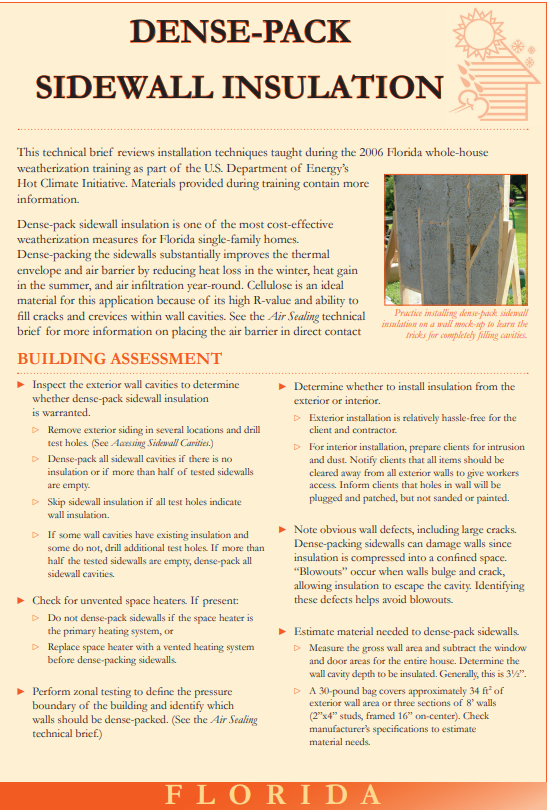 DENSE-PACK
SIDEWALL INSULATION
This technical brief reviews installation techniques taught during the 2006 Florida whole-house
weatherization training as part of the U.S. Department of Energy's
Hot Climate Initiative. Materials provided during training contain more
information.
Dense-pack sidewall insulation is one of the most cost-effective
weatherization measures for Florida single-family homes.
Dense-packing the sidewalls substantially improves the thermal
envelope and air barrier by reducing heat loss in the winter, heat gain
in the summer, and air infiltration year-round. Cellulose is an ideal
material for this application because of its high R-value and ability to
fill cracks and crevices within wall cavities. See the Air Sealing technical
brief for more information on placing the air barrier in direct contact
Practice installing dense-pack sidewall
insulation on a wall mock-up to learn the
tricks for completely filling cavities.
BUILDING ASSESSMENT
► Inspect the exterior wall cavities to determine
whether dense-pack sidewall insulation
is warranted.
▷ Remove exterior siding in several locations and drill
test holes. (See Accessing Sidewall Cavities.)
▷ Dense-pack all sidewall cavities if there is no
insulation or if more than half of tested sidewalls
are empty.
▷ Skip sidewall insulation if all test holes indicate
wall insulation.
▷ If some wall cavities have existing insulation and
some do not, drill additional test holes. If more than
half the tested sidewalls are empty, dense-pack all
sidewall cavities.
► Check for unvented space heaters. If present:
▷ Do not dense-pack sidewalls if the space heater is
the primary heating system, or
▷ Replace space heater with a vented heating system
before dense-packing sidewalls.
► Perform zonal testing to define the pressure
boundary of the building and identify which
walls should be dense-packed. (See the Air Sealing
technical brief.)
► Determine whether to install insulation from the
exterior or interior.
▷ Exterior installation is relatively hassle-free for the
client and contractor.
▷ For interior installation, prepare clients for intrusion
and dust. Notify clients that all items should be
cleared away from all exterior walls to give workers
access. Inform clients that holes in wall will be
plugged and patched, but not sanded or painted.
► Note obvious wall defects, including large cracks.
Dense-packing sidewalls can damage walls since
insulation is compressed into a confined space.
"Blowouts" occur when walls bulge and crack,
allowing insulation to escape the cavity. Identifying
these defects helps avoid blowouts.
► Estimate material needed to dense-pack sidewalls.
▷ Measure the gross wall area and subtract the window
and door areas for the entire house. Determine the
wall cavity depth to be insulated. Generally, this is 3½".
▷ A 30-pound bag covers approximately 34 ft² of
exterior wall area or three sections of 8' walls
(2"x4" studs, framed 16" on-center). Check
manufacturer's specifications to estimate
material needs.
FLORIDA